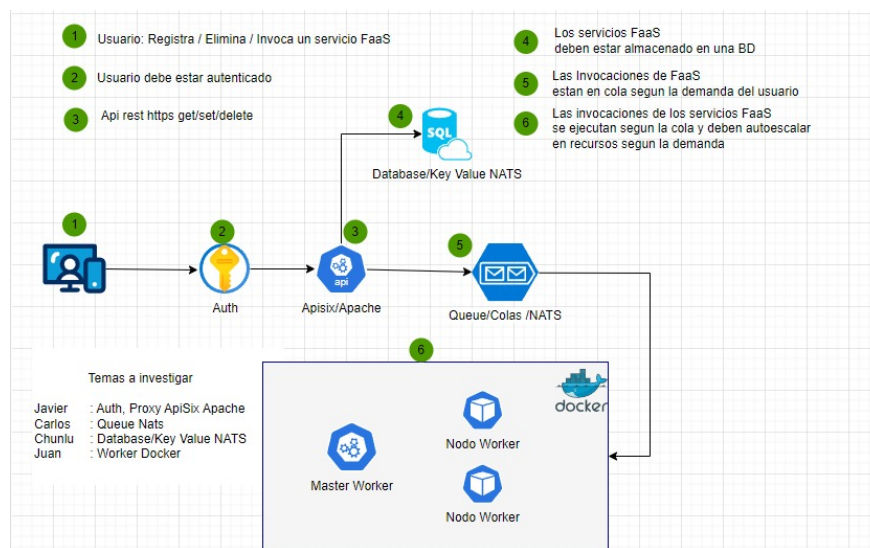 1
Usuario: Registra / Elimina / Invoca un servicio FaaS
2
Usuario debe estar autenticado
3
Api rest https get/set/delete
4
Los servicios FaaS
deben estar almacenado en una BD
5
Las Invocaciones de FaaS
estan en cola segun la demanda del usuario
6
Las invocaciones de los servicios FaaS
se ejecutan segun la cola y deben autoescalar
en recursos segun la demanda
4
SQL
Database/Key Value NATS
1
2
Auth
3
api
Apisix/Apache
5
Queue/Colas /NATS
6
Temas a investigar
Javier : Auth, Proxy ApiSix Apache
Carlos : Queue Nats
Chunlu : Database/Key Value NATS
Juan : Worker Docker
docker
Master Worker
Nodo Worker
Nodo Worker